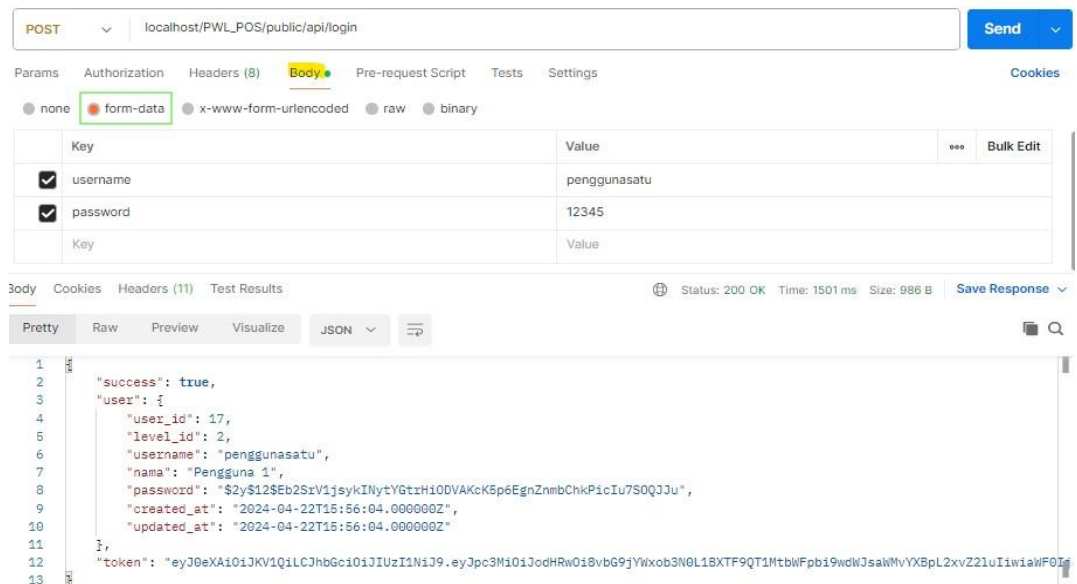 POST localhost/PWL_POS/public/api/login Send
Params Authorization Headers (8) Body Pre-request Script Tests Settings Cookies
none form-data x-www-form-urlencoded raw binary
Key Value ooo Bulk Edit
username penggunasatu
password 12345
Key Value
Body Cookies Headers (11) Test Results Status: 200 OK Time: 1501 ms Size: 986 B Save Response
Pretty Raw Preview Visualize JSON
1 {
2 "success": true,
3 "user": {
4 "user_id": 17,
5 "level_id": 2,
6 "username": "penggunasatu",
7 "nama": "Pengguna 1",
8 "password": "$2y$12$Eb2SrV1jsykINytYGtrHiODVAKcK5p6EgnZnmbChkPicIu7SOQJJu",
9 "created_at": "2024-04-22T15:56:04.000000Z",
10 "updated_at": "2024-04-22T15:56:04.000000Z"
11 },
12 "token":
13 }